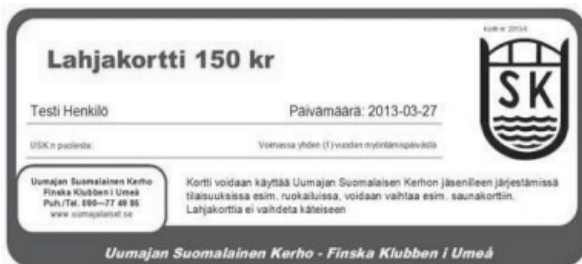 Kortti nr 2013-6
Lahjakortti 150 kr
SK
Testi Henkilö
Päivämäärä: 2013-03-27
USK:n puolesta:
Voimassa yhden (1) vuoden myöntämispäivästä
Uumajan Suomalainen Kerho
Finska Klubben i Umeå
Puh./Tel. 090—77 49 85
www.uumajalaiset.se
Kortti voidaan käyttää Uumajan Suomalaisen Kerhon jäsenilleen järjestämissä
tilaisuuksissa esim. ruokailuissa, voidaan vaihtaa esim. saunakorttiin.
Lahjakorttia ei vaihdeta käteiseen
Uumajan Suomalainen Kerho - Finska Klubben i Umeå